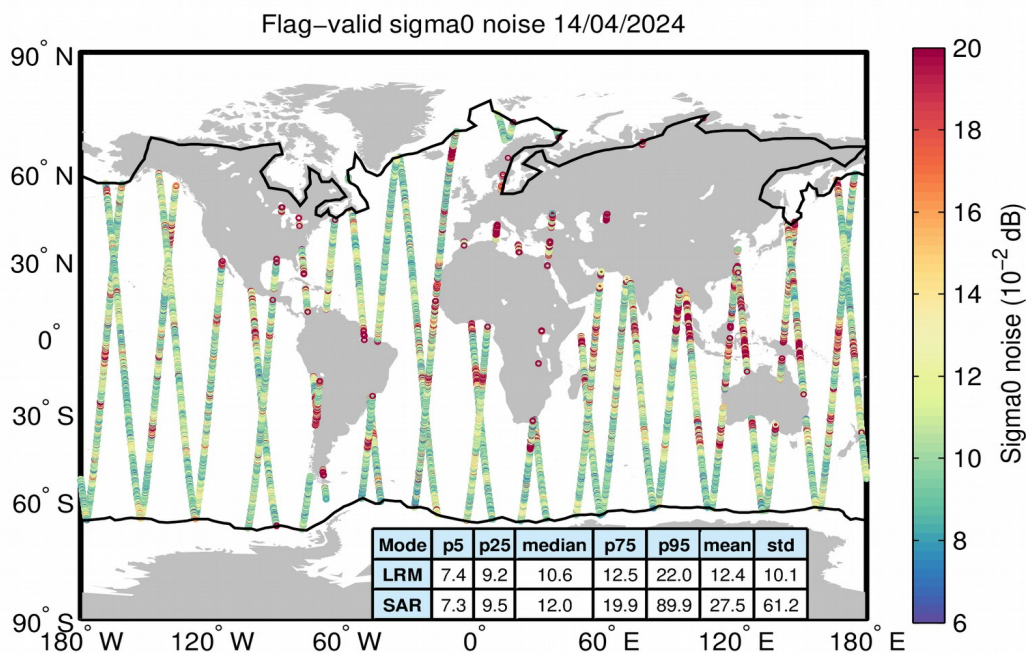 Flag−valid sigma0 noise 14/04/2024
90° N
60° N
30° N
0°
30° S
60° S
90° S
180° W
120° W
60° W
0°
60° E
120° E
180° E
20
18
16
14
12
10
8
6
Sigma0 noise (10⁻² dB)
Mode p5 p25 median p75 p95 mean std
LRM 7.4 9.2 10.6 12.5 22.0 12.4 10.1
SAR 7.3 9.5 12.0 19.9 89.9 27.5 61.2